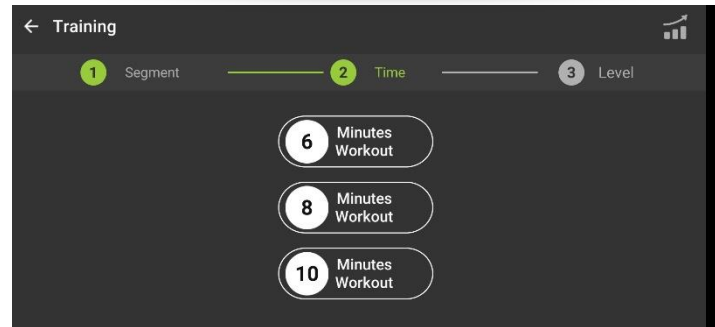 Training
1 Segment 2 Time 3 Level
6 Minutes
Workout
8 Minutes
Workout
10 Minutes
Workout